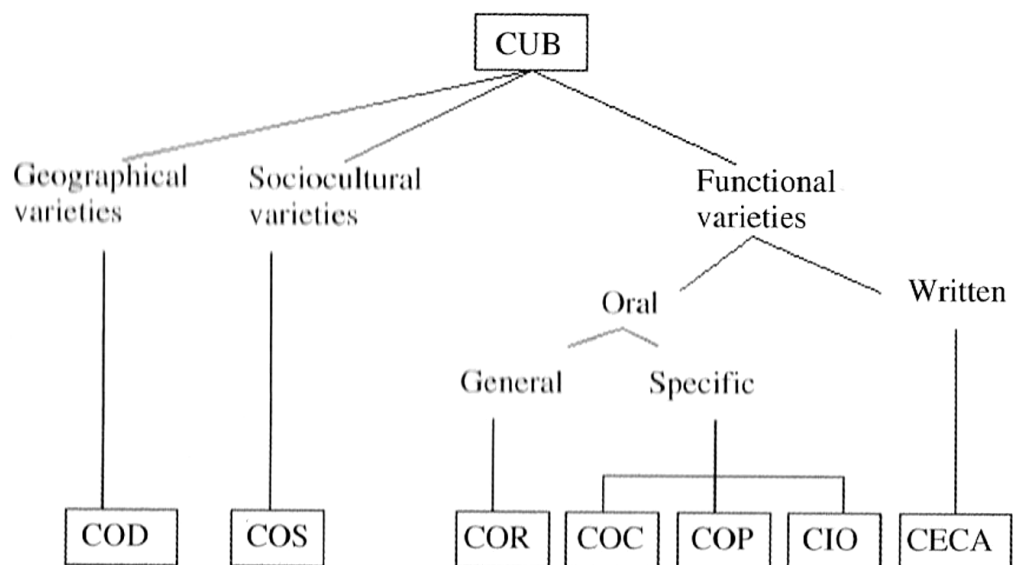 CUB
Geographical
varieties
Sociocultural
varieties
Functional
varieties
Oral
Written
General
Specific
COD
COS
COR
COC
COP
CIO
CECA